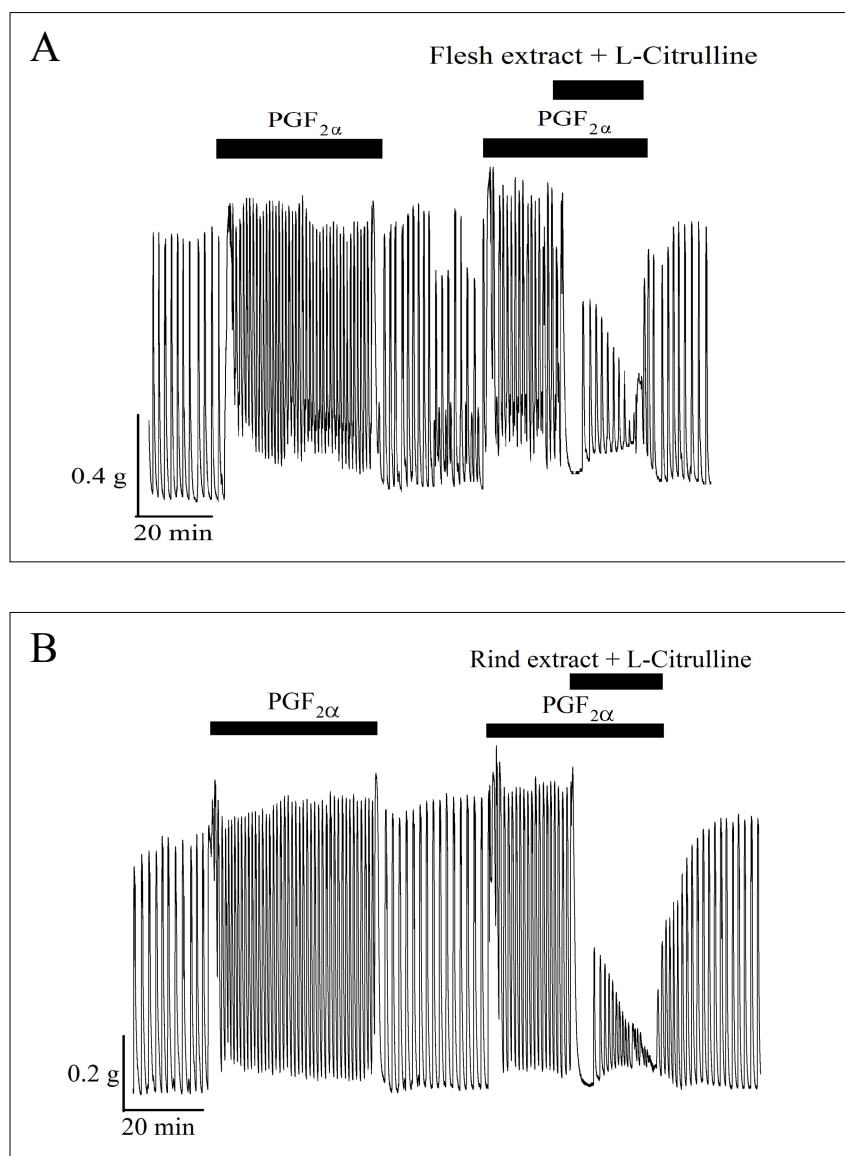 A
Flesh extract + L-Citrulline
PGF2α
PGF2α
0.4 g
20 min
B
Rind extract + L-Citrulline
PGF2α
PGF2α
0.2 g
20 min